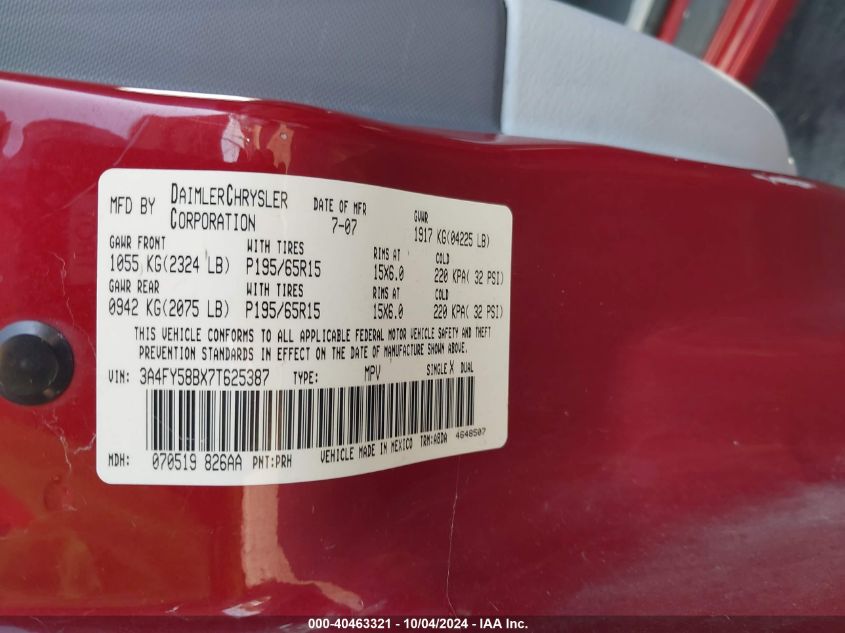 MFD BY DAIMLERCHRYSLER CORPORATION
DATE OF MFR 7-07
GVWR 1917 KG(04225 LB)
GAWR FRONT WITH TIRES RIMS AT COLD
1055 KG(2324 LB) P195/65R15 15X6.0 220 KPA( 32 PSI)
GAWR REAR WITH TIRES RIMS AT COLD
0942 KG(2075 LB) P195/65R15 15X6.0 220 KPA( 32 PSI)
THIS VEHICLE CONFORMS TO ALL APPLICABLE FEDERAL MOTOR VEHICLE SAFETY AND THEFT
PREVENTION STANDARDS IN EFFECT ON THE DATE OF MANUFACTURE SHOWN ABOVE.
VIN: 3A4FY58BX7T625387 TYPE: MPV SINGLE X DUAL
MDH: 070519 826AA PNT:PRH VEHICLE MADE IN MEXICO TRM:A8DA 4648507
000-40463321 - 10/04/2024 - IAA Inc.